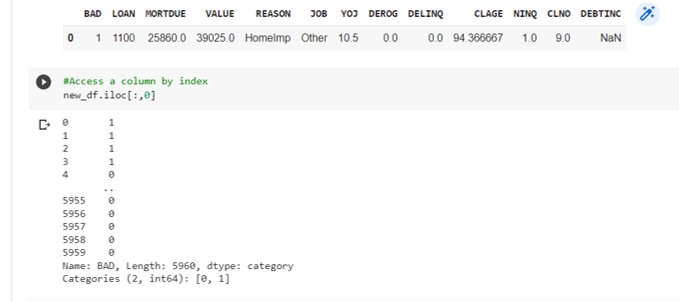 BAD LOAN MORTDUE VALUE REASON JOB YOJ DEROG DELINQ CLAGE NINQ CLNO DEBTINC
0 1 1100 25860.0 39025.0 HomeImp Other 10.5 0.0 0.0 94.366667 1.0 9.0 NaN
#Access a column by index
new_df.iloc[:,0]
0 1
1 1
2 1
3 1
4 0
..
5955 0
5956 0
5957 0
5958 0
5959 0
Name: BAD, Length: 5960, dtype: category
Categories (2, int64): [0, 1]